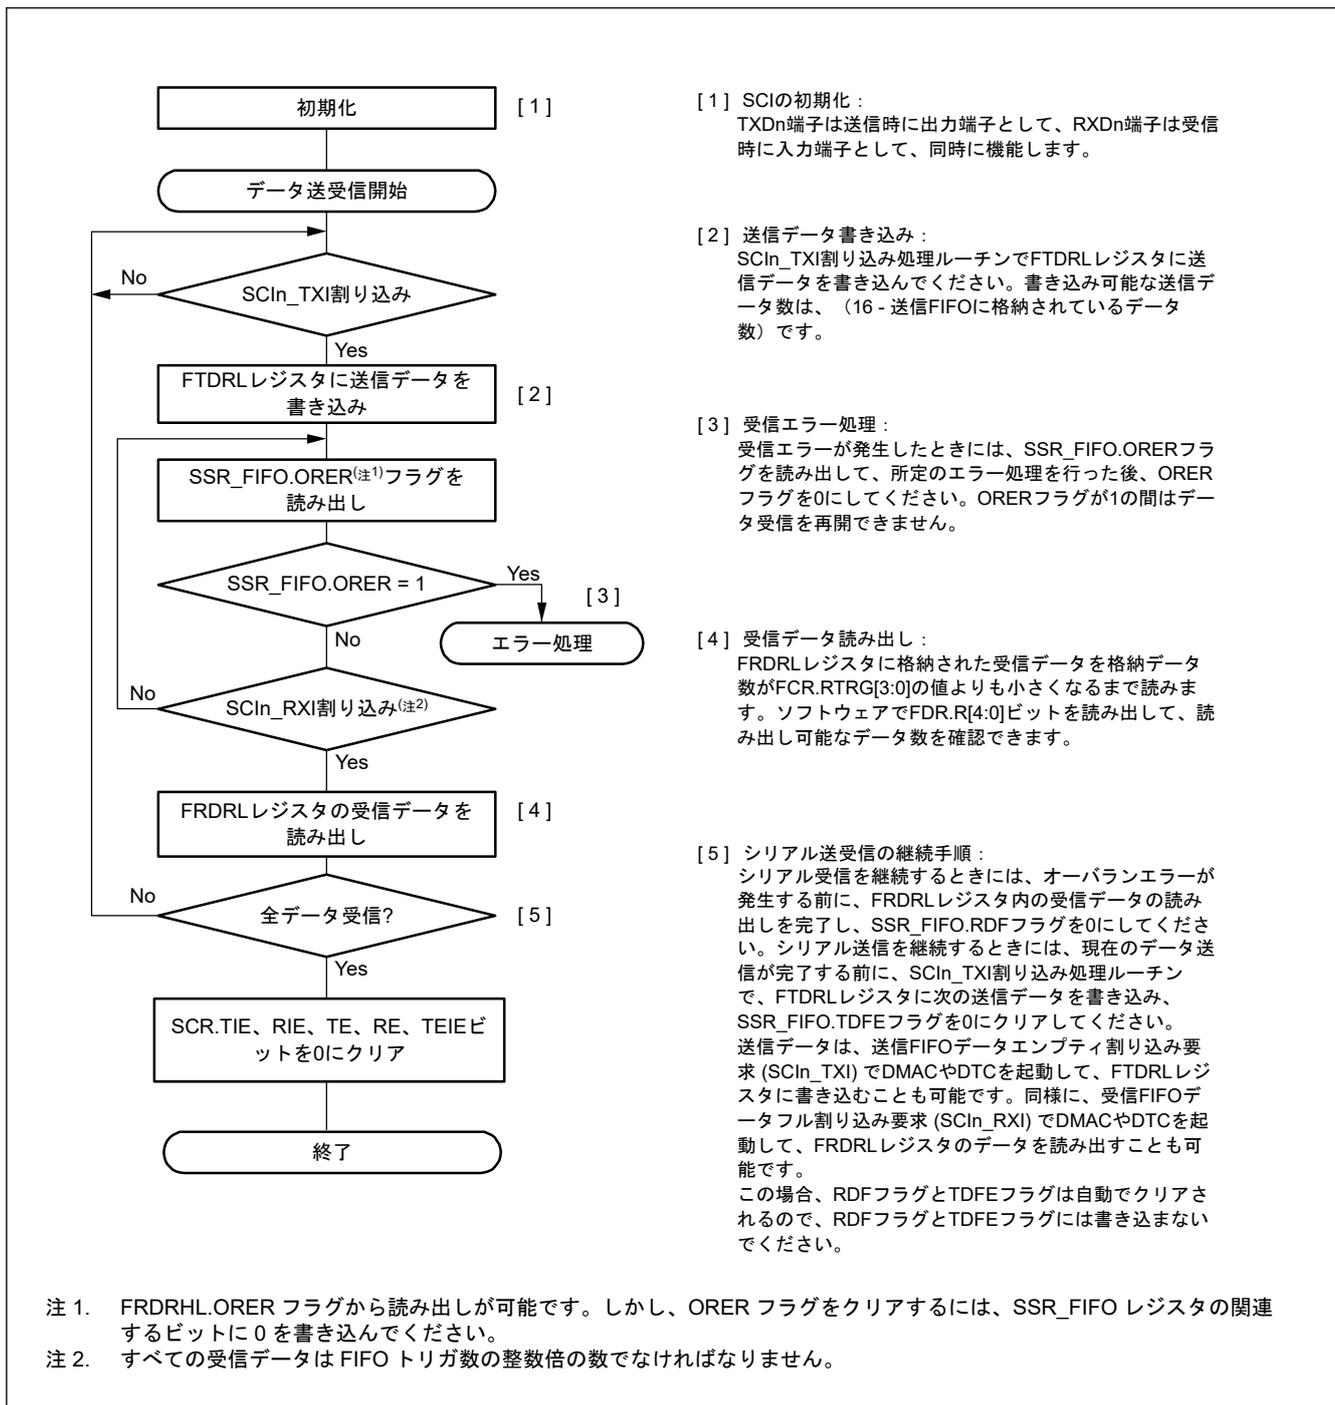 初期化
[ 1 ]
データ送受信開始
No
SCIn_TXI割り込み
Yes
FTDRLレジスタに送信データを
書き込み
[ 2 ]
SSR_FIFO.ORER(注1)フラグを
読み出し
SSR_FIFO.ORER = 1
Yes
[ 3 ]
エラー処理
No
No
SCIn_RXI割り込み(注2)
Yes
FRDRLレジスタの受信データを
読み出し
[ 4 ]
No
全データ受信?
[ 5 ]
Yes
SCR.TIE、RIE、TE、RE、TEIEビ
ットを0にクリア
終了
[ 1 ] SCIの初期化：
TXDn端子は送信時に出力端子として、RXDn端子は受信
時に入力端子として、同時に機能します。
[ 2 ] 送信データ書き込み：
SCIn_TXI割り込み処理ルーチンでFTDRLレジスタに送
信データを書き込んでください。書き込み可能な送信デ
ータ数は、（16 - 送信FIFOに格納されているデータ
数）です。
[ 3 ] 受信エラー処理：
受信エラーが発生したときには、SSR_FIFO.ORERフラ
グを読み出して、所定のエラー処理を行った後、ORER
フラグを0にしてください。ORERフラグが1の間はデー
タ受信を再開できません。
[ 4 ] 受信データ読み出し：
FRDRLレジスタに格納された受信データを格納データ
数がFCR.RTRG[3:0]の値よりも小さくなるまで読みま
す。ソフトウェアでFDR.R[4:0]ビットを読み出して、読
み出し可能なデータ数を確認できます。
[ 5 ] シリアル送受信の継続手順：
シリアル受信を継続するときには、オーバランエラーが
発生する前に、FRDRLレジスタ内の受信データの読み
出しを完了し、SSR_FIFO.RDFフラグを0にしてくださ
い。シリアル送信を継続するときには、現在のデータ送
信が完了する前に、SCIn_TXI割り込み処理ルーチン
で、FTDRLレジスタに次の送信データを書き込み、
SSR_FIFO.TDFEフラグを0にクリアしてください。
送信データは、送信FIFOデータエンプティ割り込み要
求 (SCIn_TXI) でDMACやDTCを起動して、FTDRLレジ
スタに書き込むことも可能です。同様に、受信FIFOデ
ータフル割り込み要求 (SCIn_RXI) でDMACやDTCを起
動して、FRDRLレジスタのデータを読み出すことも可
能です。
この場合、RDFフラグとTDFEフラグは自動でクリアさ
れるので、RDFフラグとTDFEフラグには書き込まない
でください。
注 1. FRDRHL.ORER フラグから読み出しが可能です。しかし、ORER フラグをクリアするには、SSR_FIFO レジスタの関連
するビットに 0 を書き込んでください。
注 2. すべての受信データは FIFO トリガ数の整数倍の数でなければなりません。